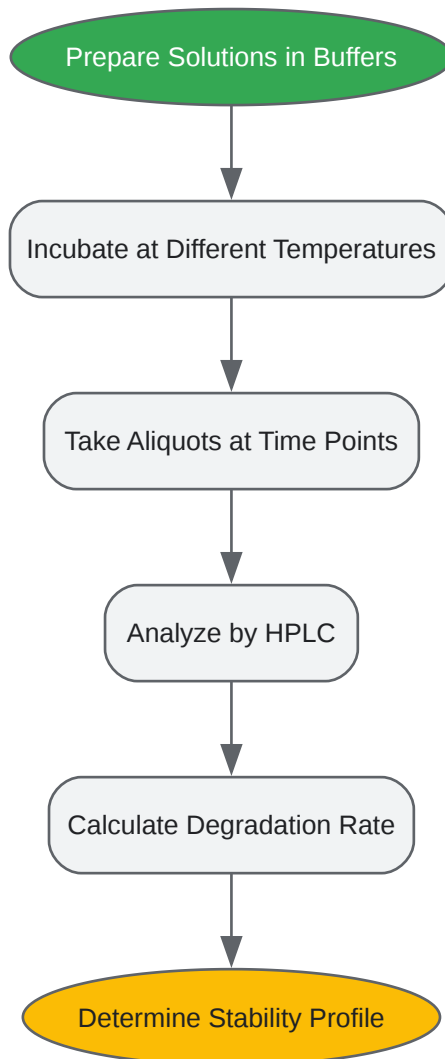 Prepare Solutions in Buffers
Incubate at Different Temperatures
Take Aliquots at Time Points
Analyze by HPLC
Calculate Degradation Rate
Determine Stability Profile